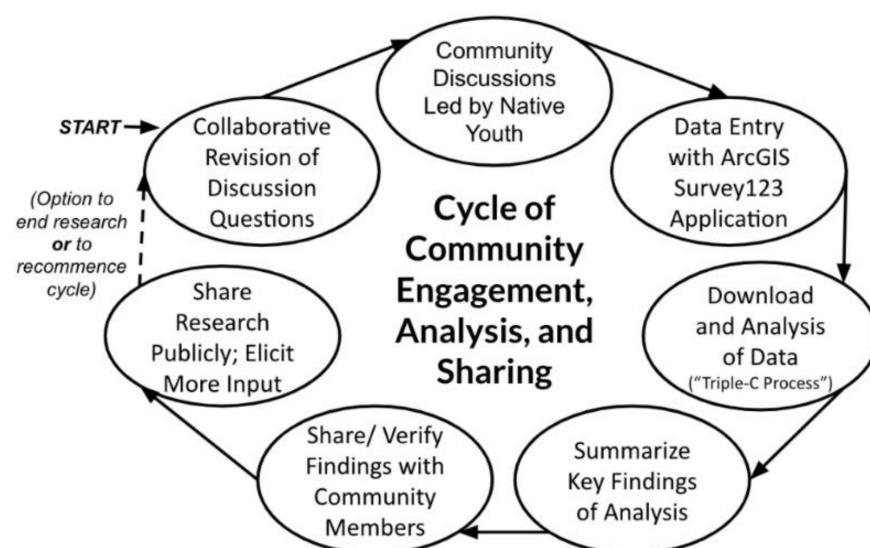 START
Collaborative
Revision of
Discussion
Questions
Community
Discussions
Led by Native
Youth
Data Entry
with ArcGIS
Survey123
Application
Download
and Analysis
of Data
("Triple-C Process")
Summarize
Key Findings
of Analysis
Share/ Verify
Findings with
Community
Members
Share
Research
Publicly; Elicit
More Input
(Option to
end research
or to
recommence
cycle)
Cycle of
Community
Engagement,
Analysis, and
Sharing